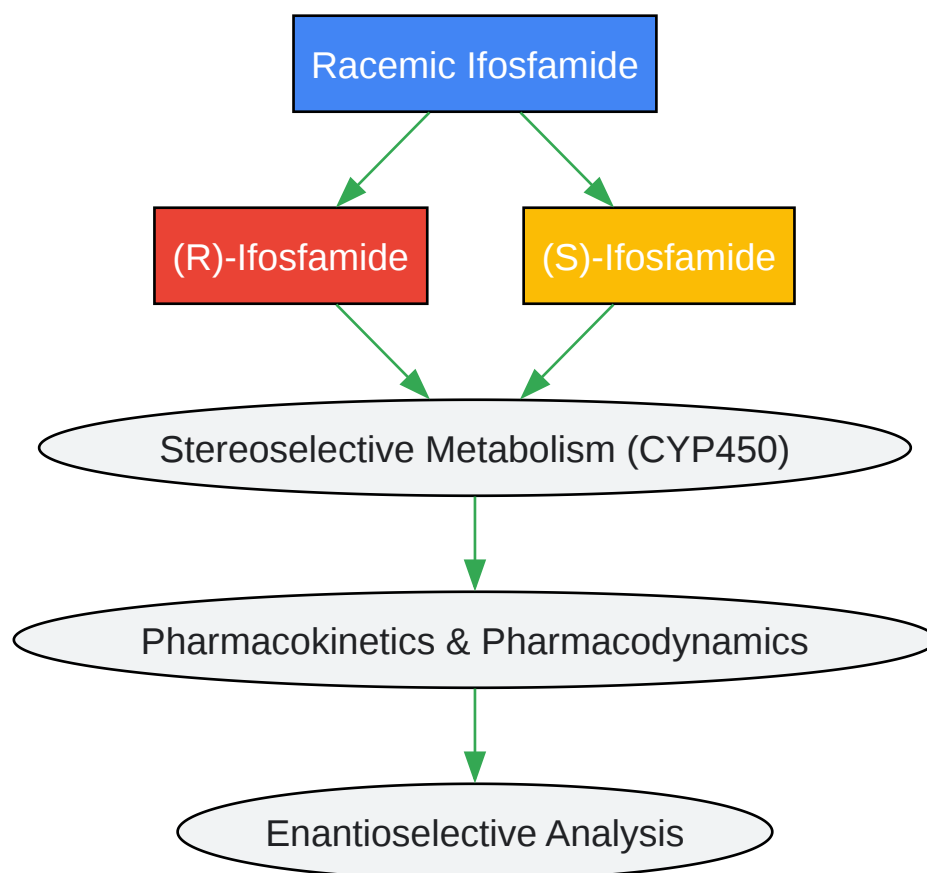 Racemic Ifosfamide
(R)-Ifosfamide
(S)-Ifosfamide
Stereoselective Metabolism (CYP450)
Pharmacokinetics & Pharmacodynamics
Enantioselective Analysis